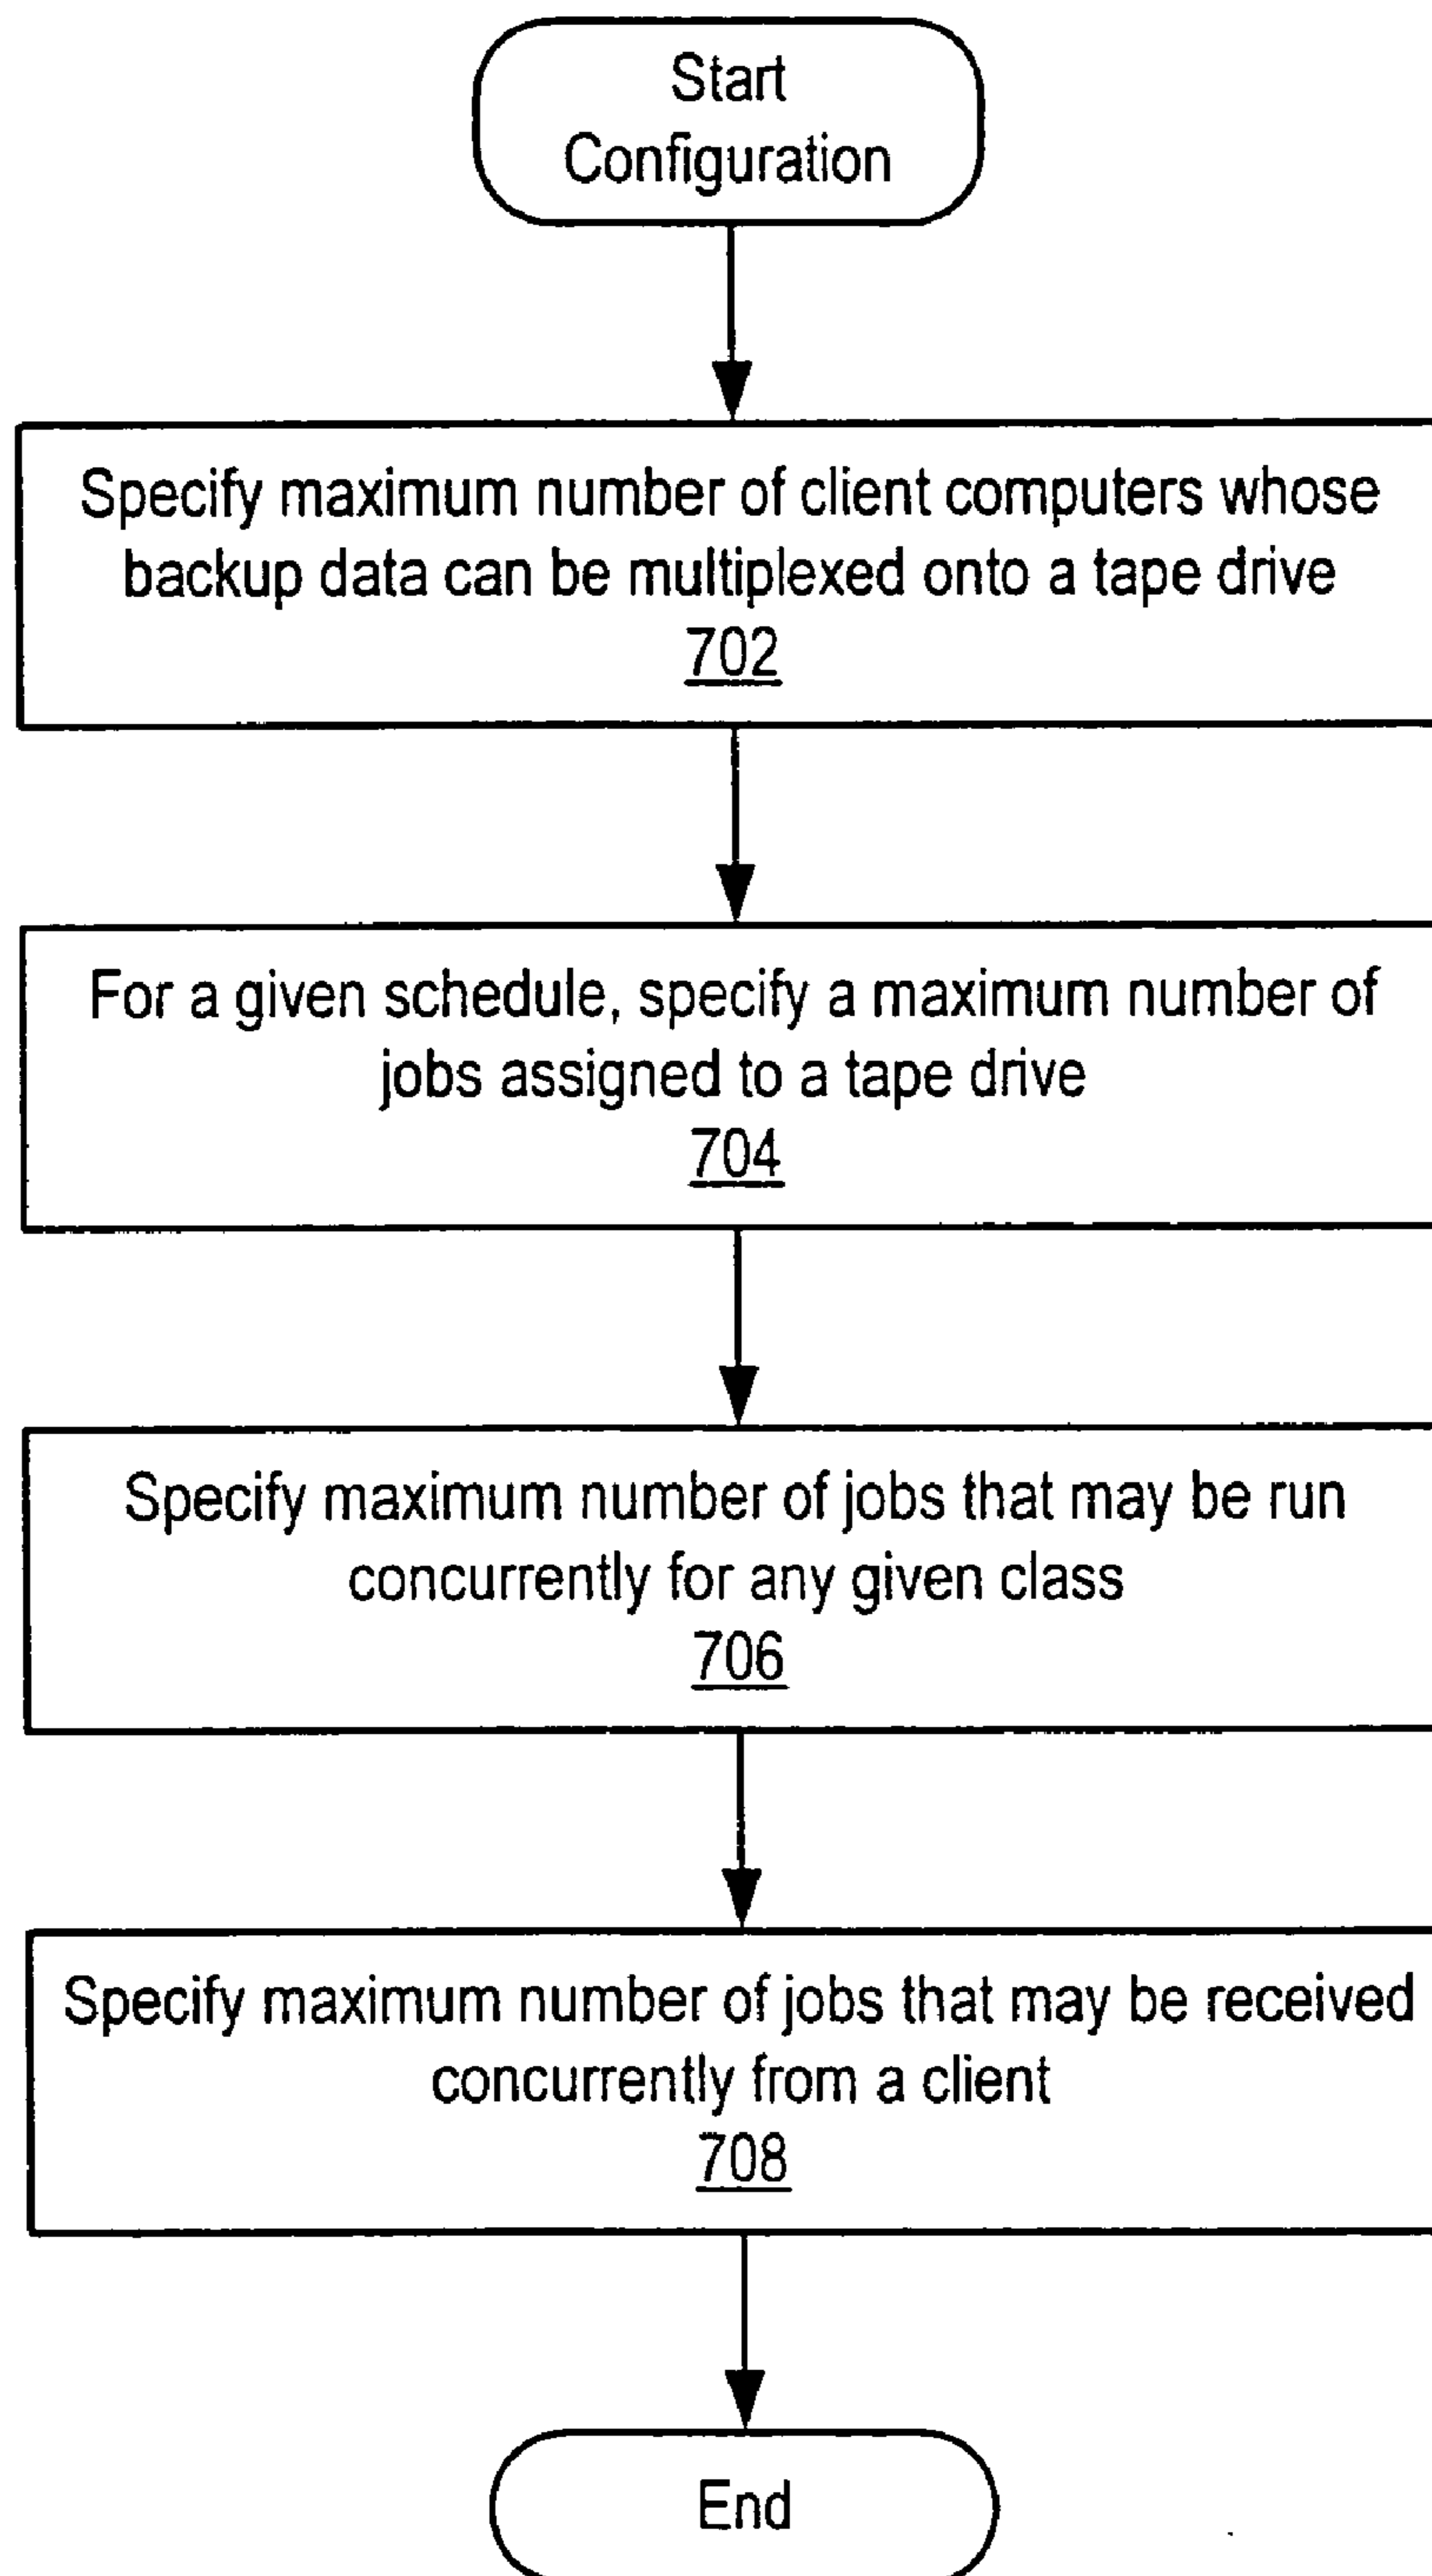 Start
Configuration
Specify maximum number of client computers whose
backup data can be multiplexed onto a tape drive
702
For a given schedule, specify a maximum number of
jobs assigned to a tape drive
704
Specify maximum number of jobs that may be run
concurrently for any given class
706
Specify maximum number of jobs that may be received
concurrently from a client
708
End